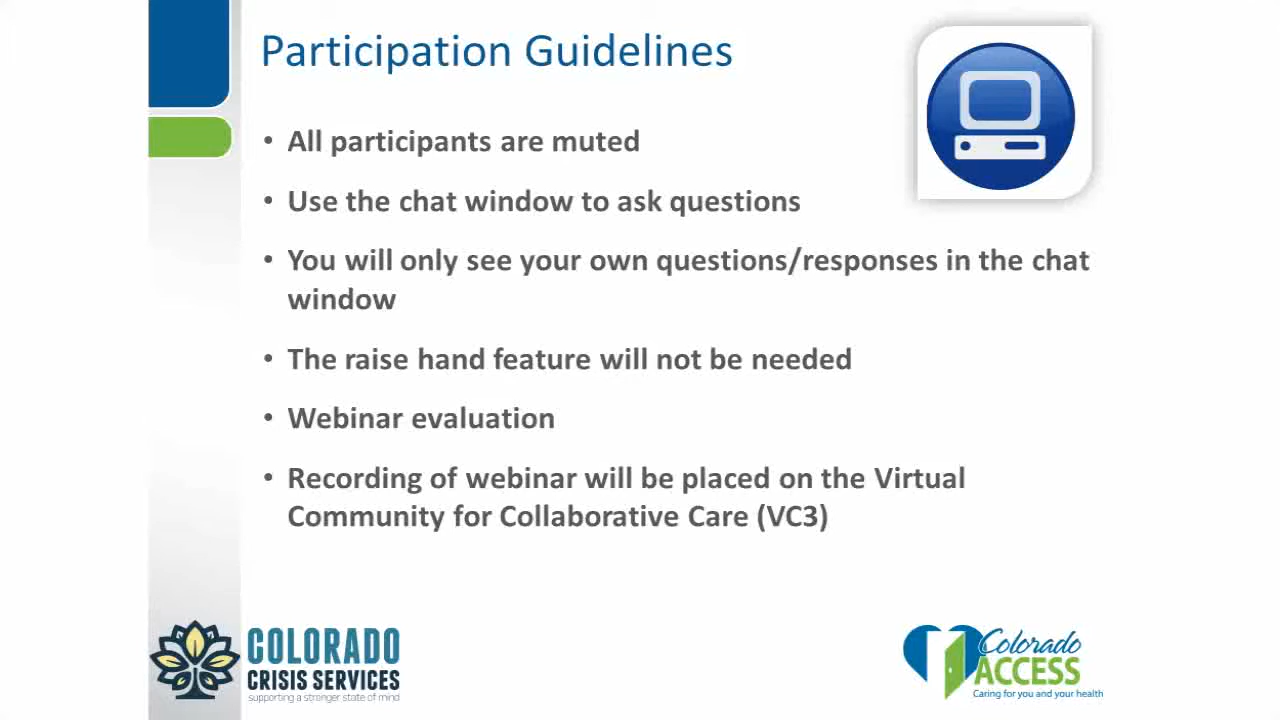 Participation Guidelines
• All participants are muted
• Use the chat window to ask questions
• You will only see your own questions/responses in the chat
window
• The raise hand feature will not be needed
• Webinar evaluation
• Recording of webinar will be placed on the Virtual
Community for Collaborative Care (VC3)
COLORADO
CRISIS SERVICES
supporting a stronger state of mind
Colorado
ACCESS
Caring for you and your health